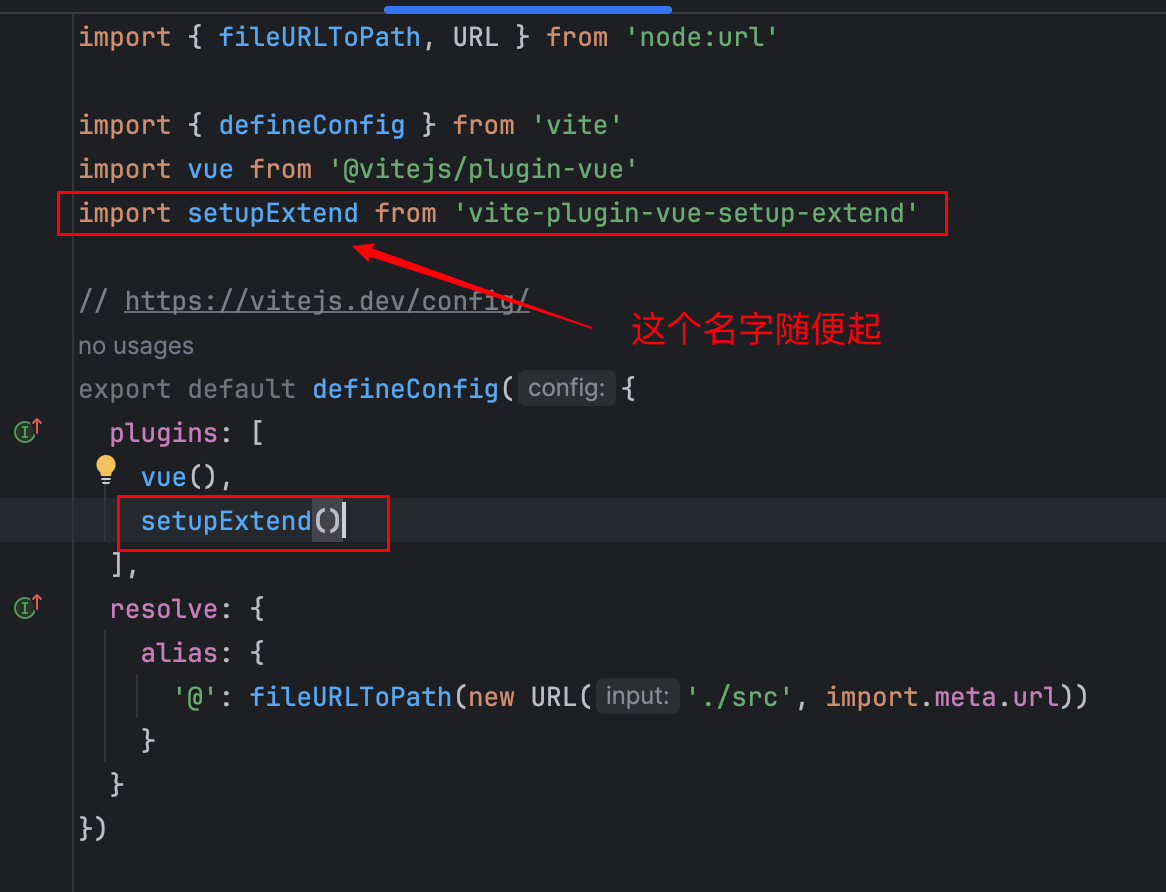 import { fileURLToPath, URL } from 'node:url'
import { defineConfig } from 'vite'
import vue from '@vitejs/plugin-vue'
import setupExtend from 'vite-plugin-vue-setup-extend'
// https://vitejs.dev/config/
这个名字随便起
no usages
export default defineConfig( config: {
plugins: [
vue(),
setupExtend()
],
resolve: {
alias: {
'@': fileURLToPath(new URL( input: './src', import.meta.url))
}
}
})